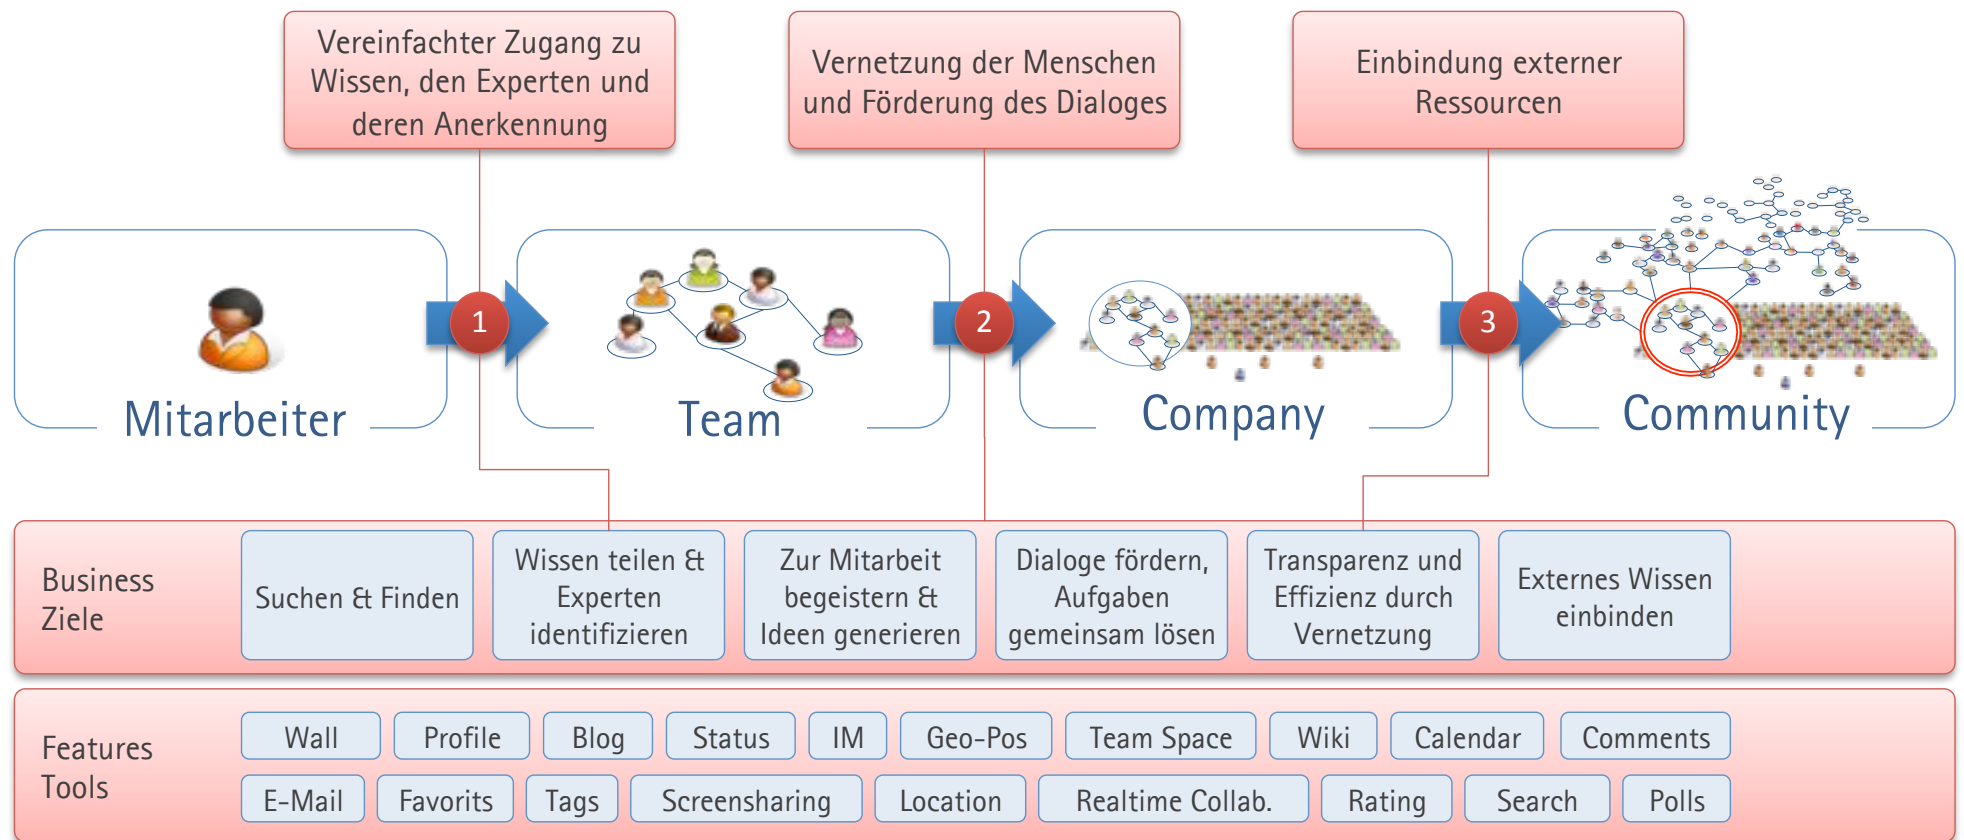 Vereinfachter Zugang zu
Wissen, den Experten und
deren Anerkennung
Vernetzung der Menschen
und Förderung des Dialoges
Einbindung externer
Ressourcen
1
2
3
Mitarbeiter
Team
Company
Community
Business
Ziele
Suchen & Finden
Wissen teilen &
Experten
identifizieren
Zur Mitarbeit
begeistern &
Ideen generieren
Dialoge fördern,
Aufgaben
gemeinsam lösen
Transparenz und
Effizienz durch
Vernetzung
Externes Wissen
einbinden
Features
Tools
Wall
Profile
Blog
Status
IM
Geo-Pos
Team Space
Wiki
Calendar
Comments
E-Mail
Favorits
Tags
Screensharing
Location
Realtime Collab.
Rating
Search
Polls